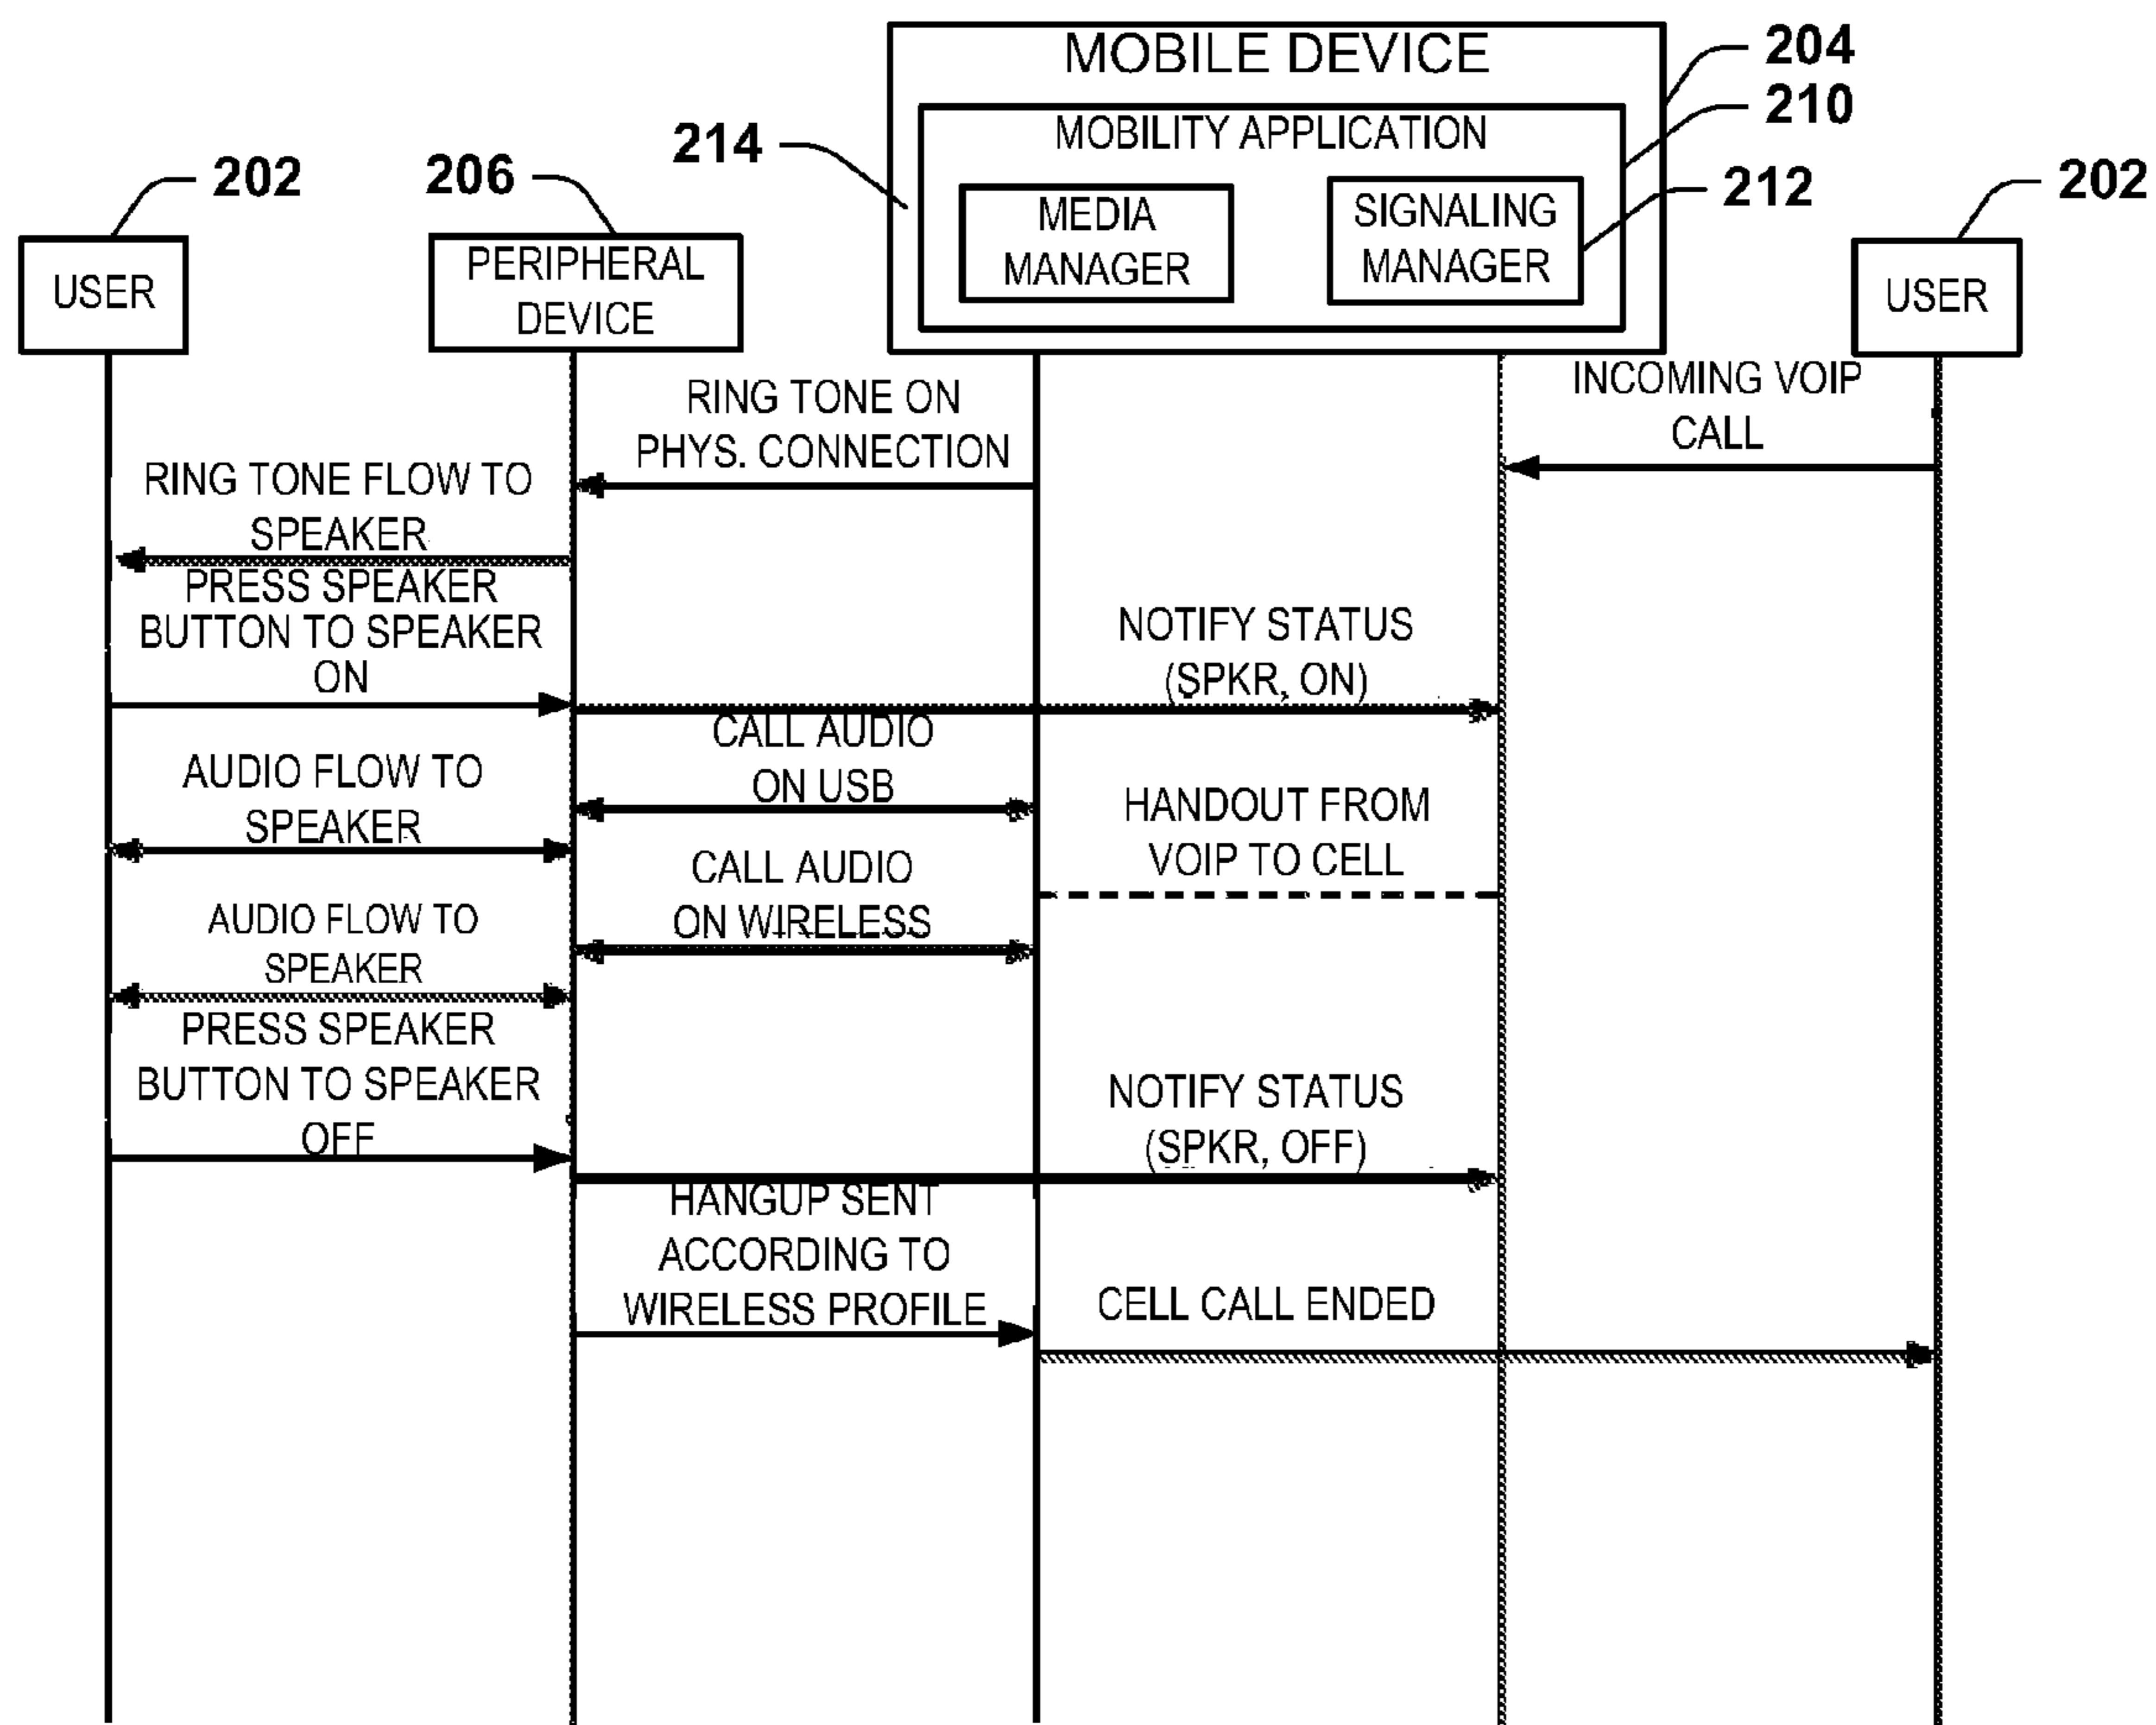 MOBILE DEVICE
204
MOBILITY APPLICATION
210
214
202
206
MEDIA
MANAGER
SIGNALING
MANAGER
212
202
USER
PERIPHERAL
DEVICE
USER
INCOMING VOIP
CALL
RING TONE ON
PHYS. CONNECTION
RING TONE FLOW TO
SPEAKER
PRESS SPEAKER
BUTTON TO SPEAKER
ON
NOTIFY STATUS
(SPKR, ON)
CALL AUDIO
ON USB
AUDIO FLOW TO
SPEAKER
HANDOUT FROM
VOIP TO CELL
CALL AUDIO
ON WIRELESS
AUDIO FLOW TO
SPEAKER
PRESS SPEAKER
BUTTON TO SPEAKER
OFF
NOTIFY STATUS
(SPKR, OFF)
HANGUP SENT
ACCORDING TO
WIRELESS PROFILE
CELL CALL ENDED